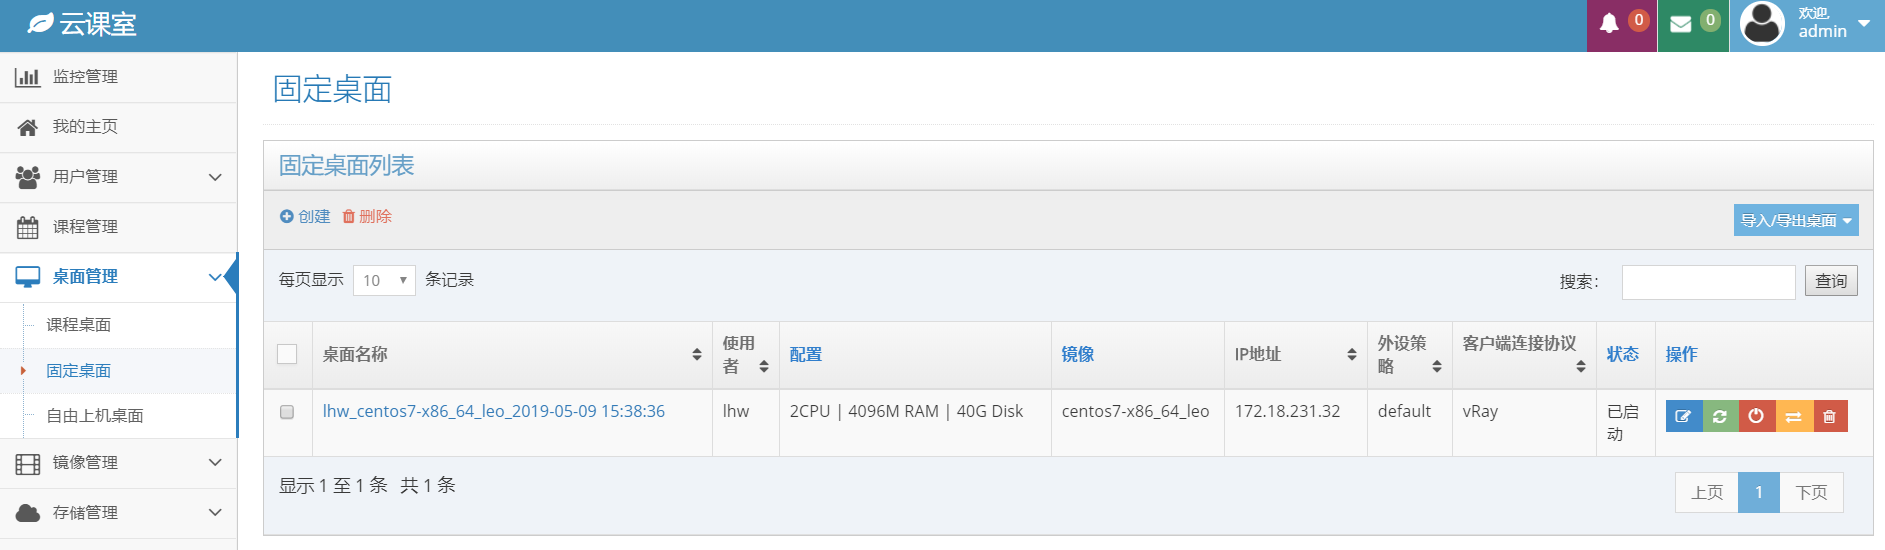 云课室
0
0
欢迎,
admin
监控管理
我的主页
用户管理
课程管理
桌面管理
课程桌面
固定桌面
自由上机桌面
镜像管理
存储管理
固定桌面
固定桌面列表
创建 删除
导入/导出桌面
每页显示 10 条记录
搜索:
查询
桌面名称
使用
者
配置
镜像
IP地址
外设策
略
客户端连接协议
状态
操作
lhw_centos7-x86_64_leo_2019-05-09 15:38:36
lhw
2CPU | 4096M RAM | 40G Disk
centos7-x86_64_leo
172.18.231.32
default
vRay
已启
动
显示 1 至 1 条 共 1 条
上页 1 下页